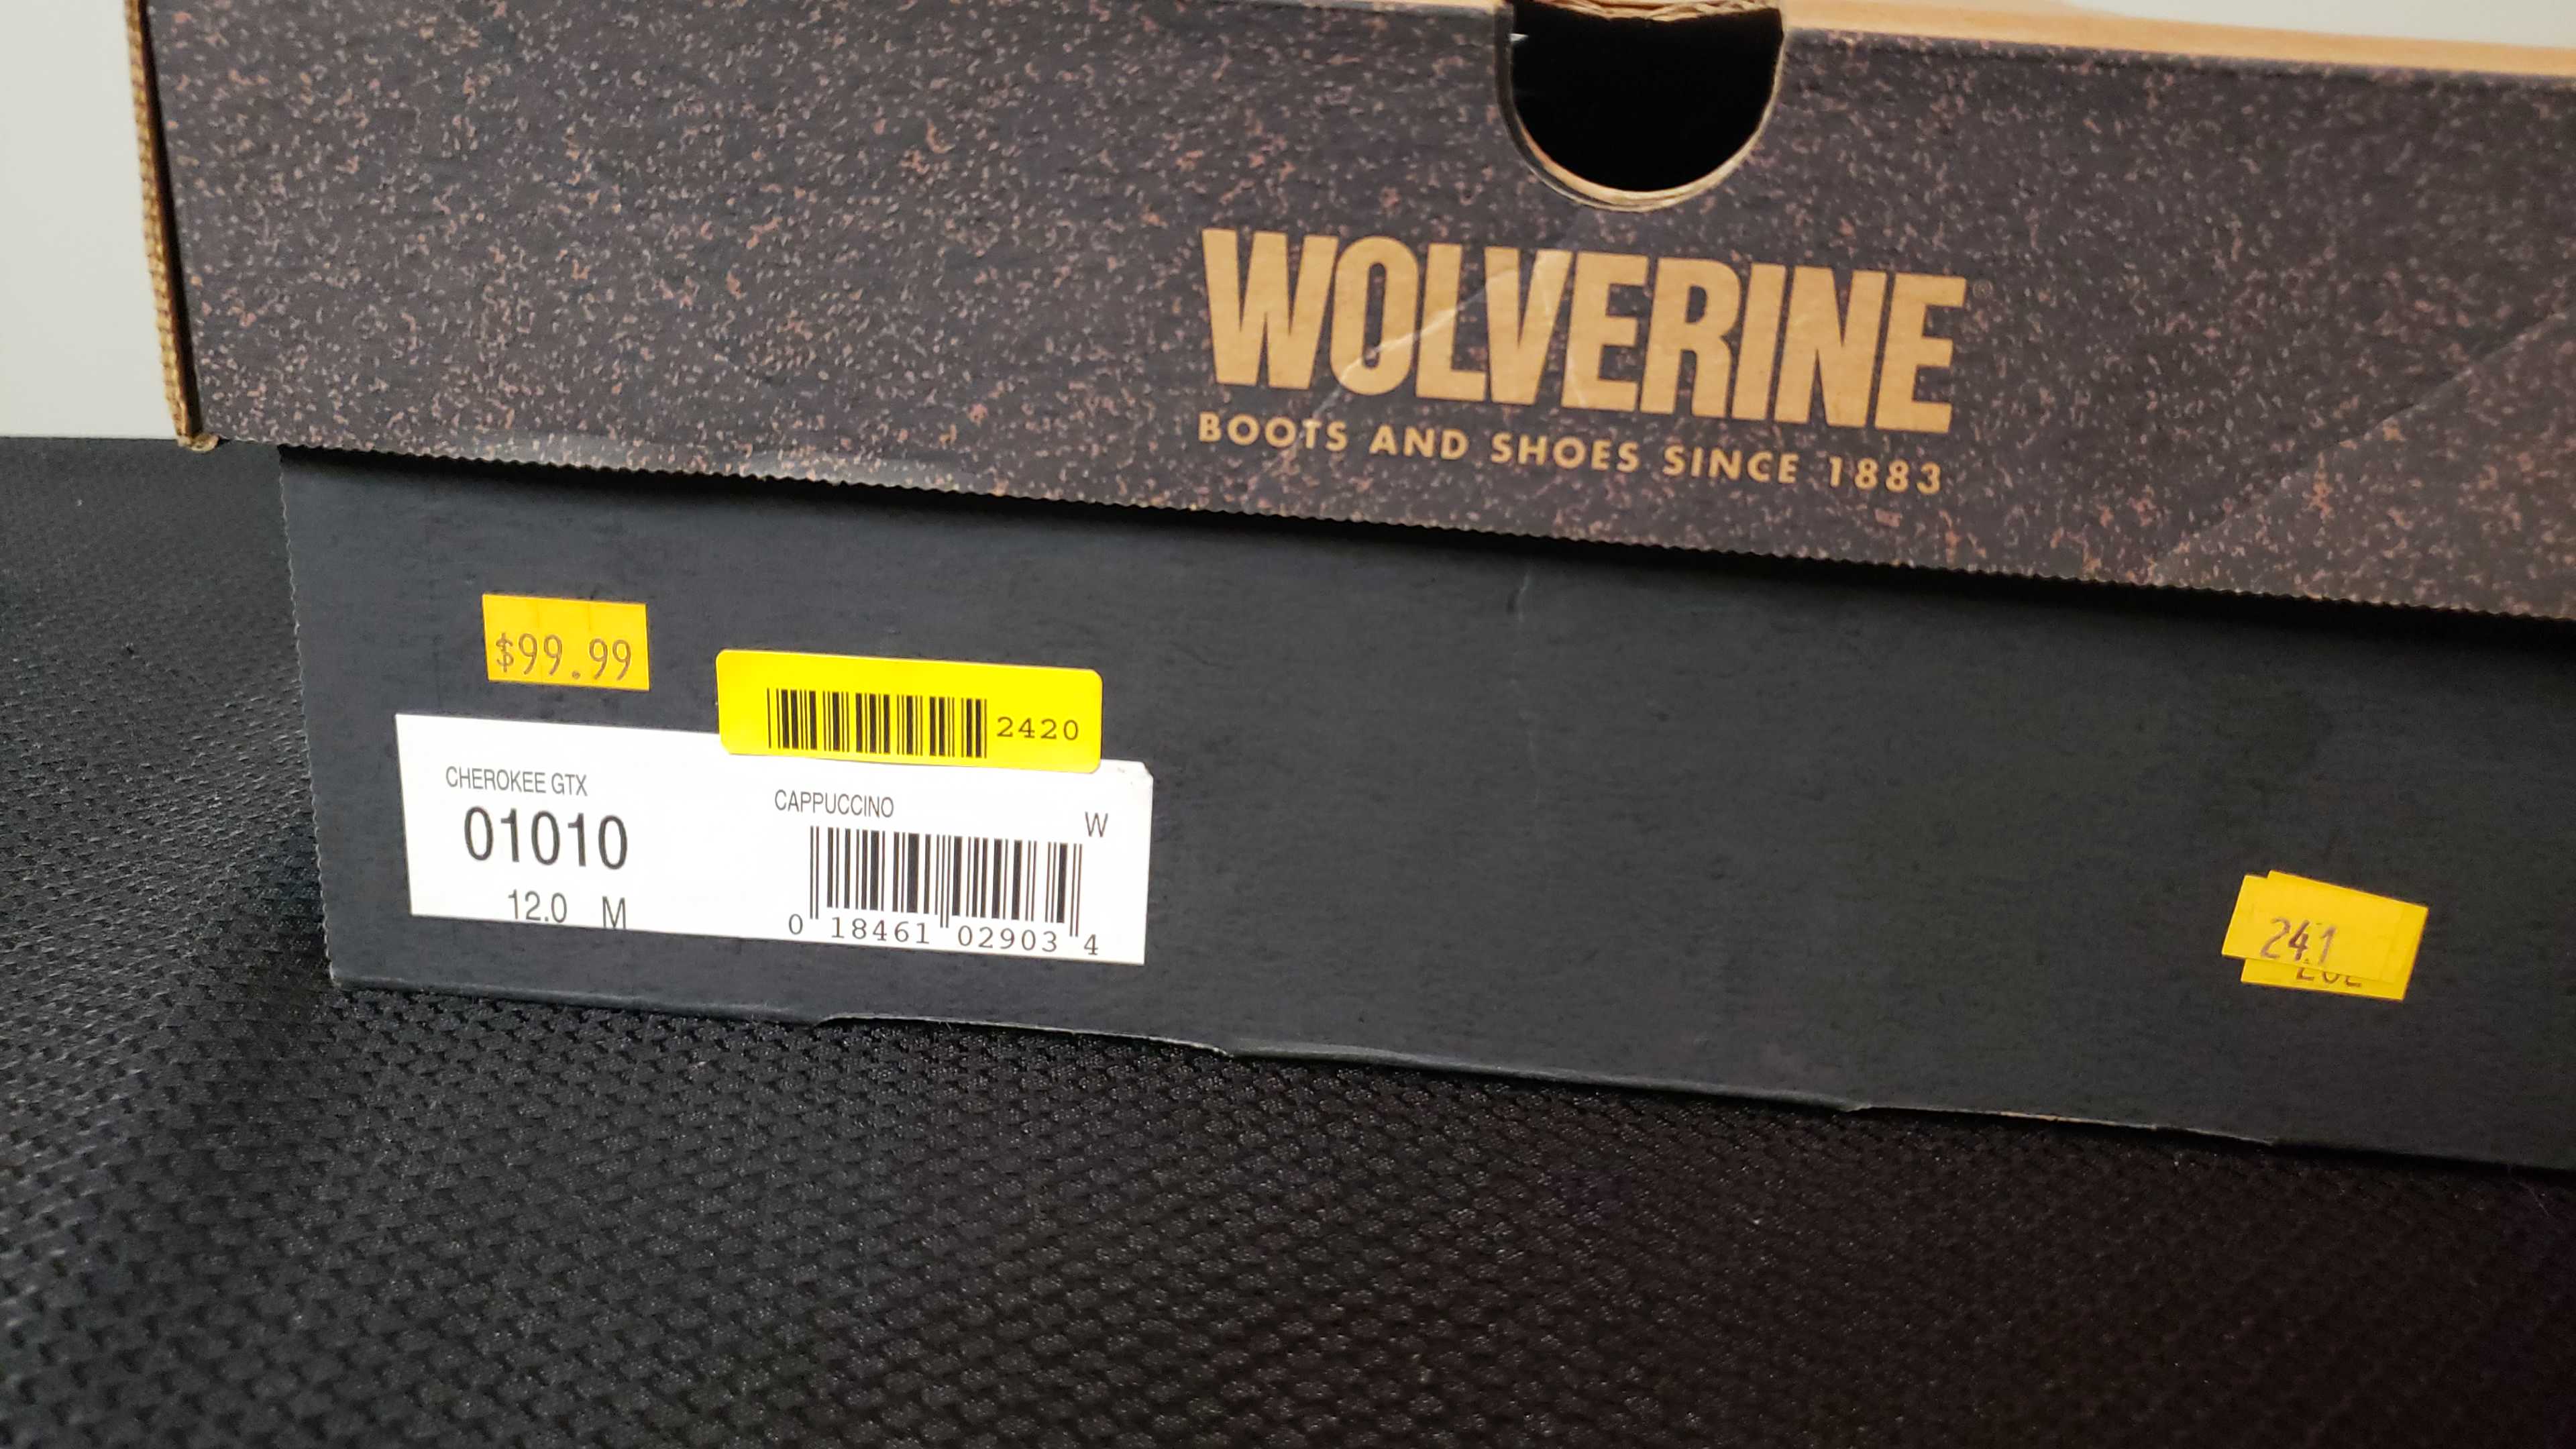 WOLVERINE
BOOTS AND SHOES SINCE 1883
$99.99
2420
CHEROKEE GTX
CAPPUCCINO
W
01010
12.0 M
0 18461 02903 4
241